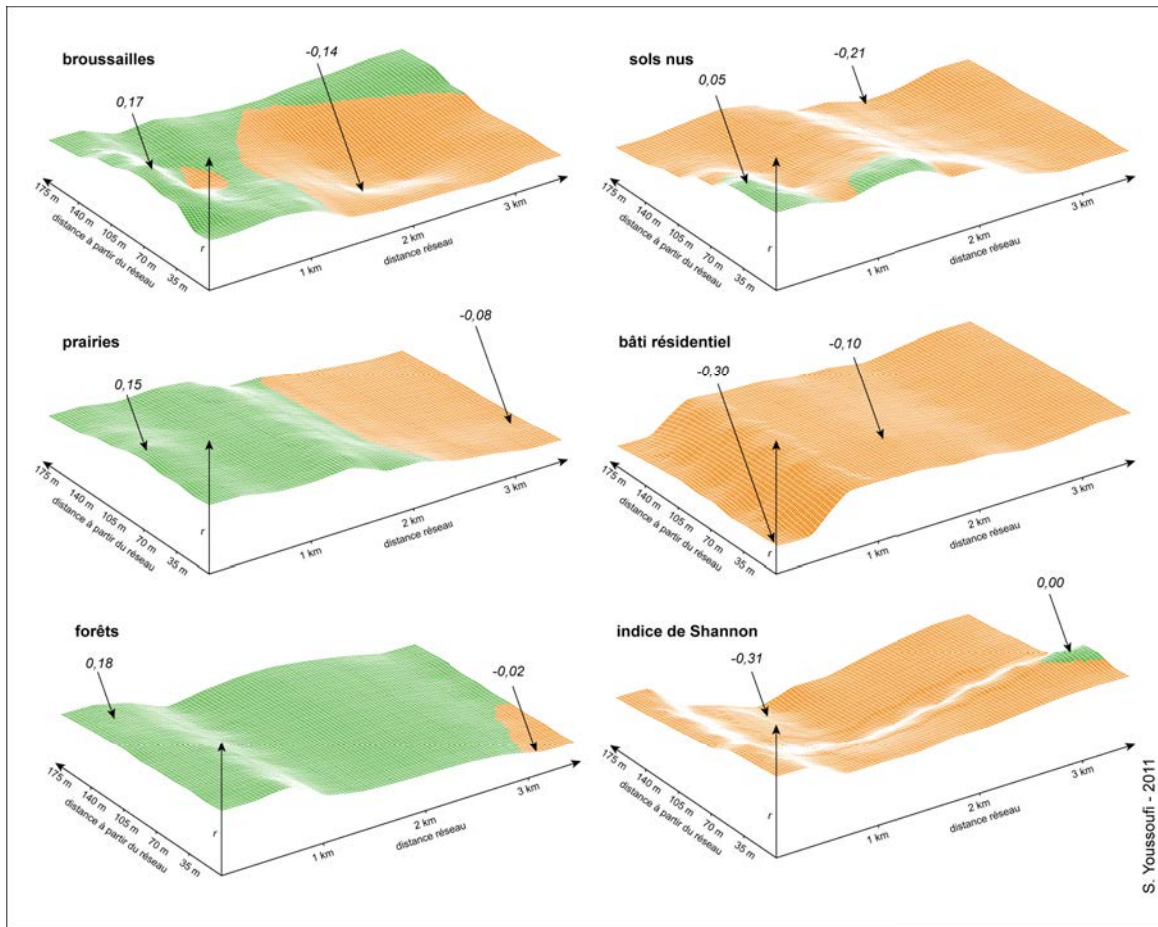 broussailles
-0,14
0,17
r
175 m
140 m
105 m
70 m
35 m
distance à partir du réseau
1 km
2 km
3 km
distance réseau
sols nus
-0,21
0,05
r
175 m
140 m
105 m
70 m
35 m
distance à partir du réseau
1 km
2 km
3 km
distance réseau
prairies
-0,08
0,15
r
175 m
140 m
105 m
70 m
35 m
distance à partir du réseau
1 km
2 km
3 km
distance réseau
bâti résidentiel
-0,10
-0,30
r
175 m
140 m
105 m
70 m
35 m
distance à partir du réseau
1 km
2 km
3 km
distance réseau
forêts
0,18
-0,02
r
175 m
140 m
105 m
70 m
35 m
distance à partir du réseau
1 km
2 km
3 km
distance réseau
indice de Shannon
0,00
-0,31
r
175 m
140 m
105 m
70 m
35 m
distance à partir du réseau
1 km
2 km
3 km
distance réseau
S. Youssoufi - 2011